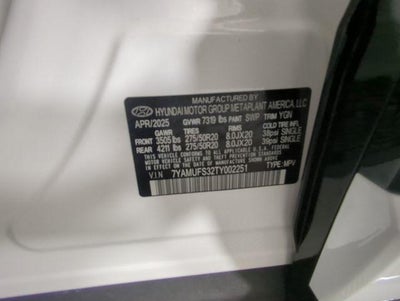 MANUFACTURED BY
HYUNDAI MOTOR GROUP METAPLANT AMERICA, LLC
APR/2025 GVWR 7319 lbs PAINT SWP TRIM YGN
GAWR TIRES RIMS COLD TIRE INFL.
FRONT 3505 lbs 275/50R20 8.0JX20 38psi SINGLE
REAR 4211 lbs 275/50R20 8.0JX20 39psi SINGLE
THIS VEHICLE CONFORMS TO ALL APPLICABLE U.S. FEDERAL
MOTOR VEHICLE SAFETY AND THEFT PREVENTION STANDARDS
IN EFFECT ON THE DATE OF MANUFACTURE SHOWN ABOVE.
VIN 7YAMUFS32TY002251 TYPE: MPV